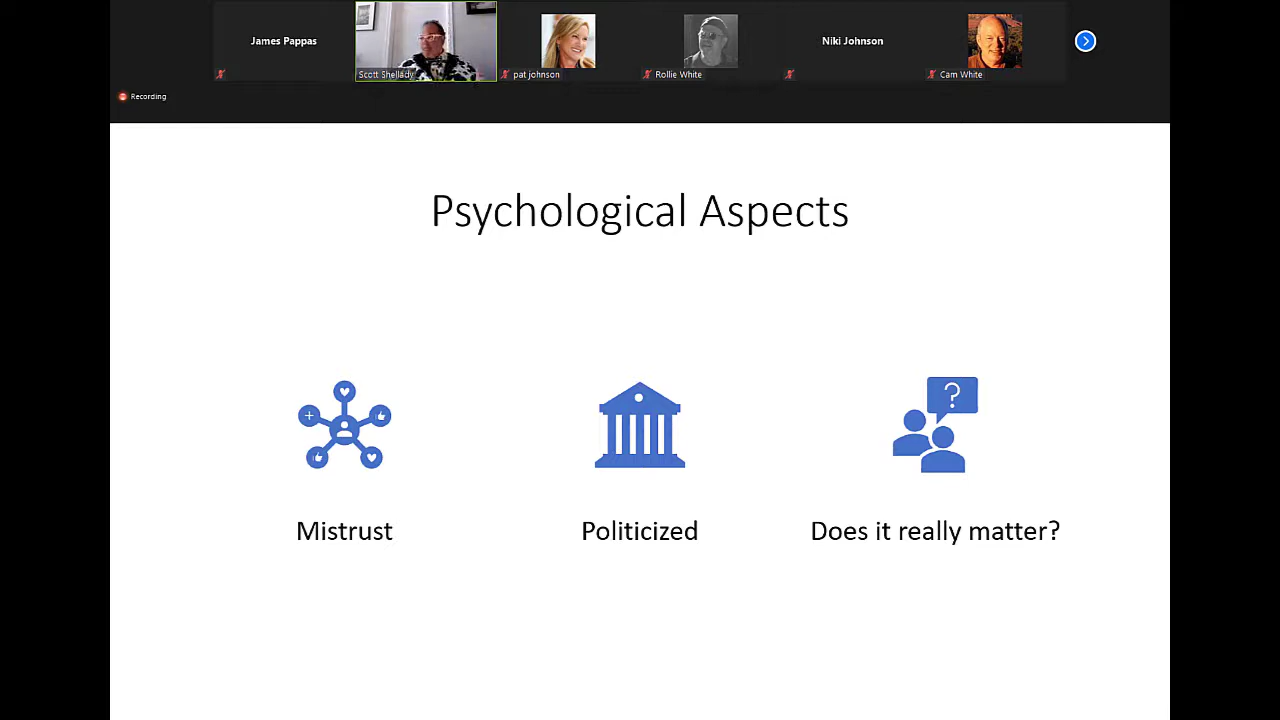 James Pappas
Scott Shellady
pat johnson
Rollie White
Niki Johnson
Cam White
Recording
Psychological Aspects
?
Mistrust
Politicized
Does it really matter?